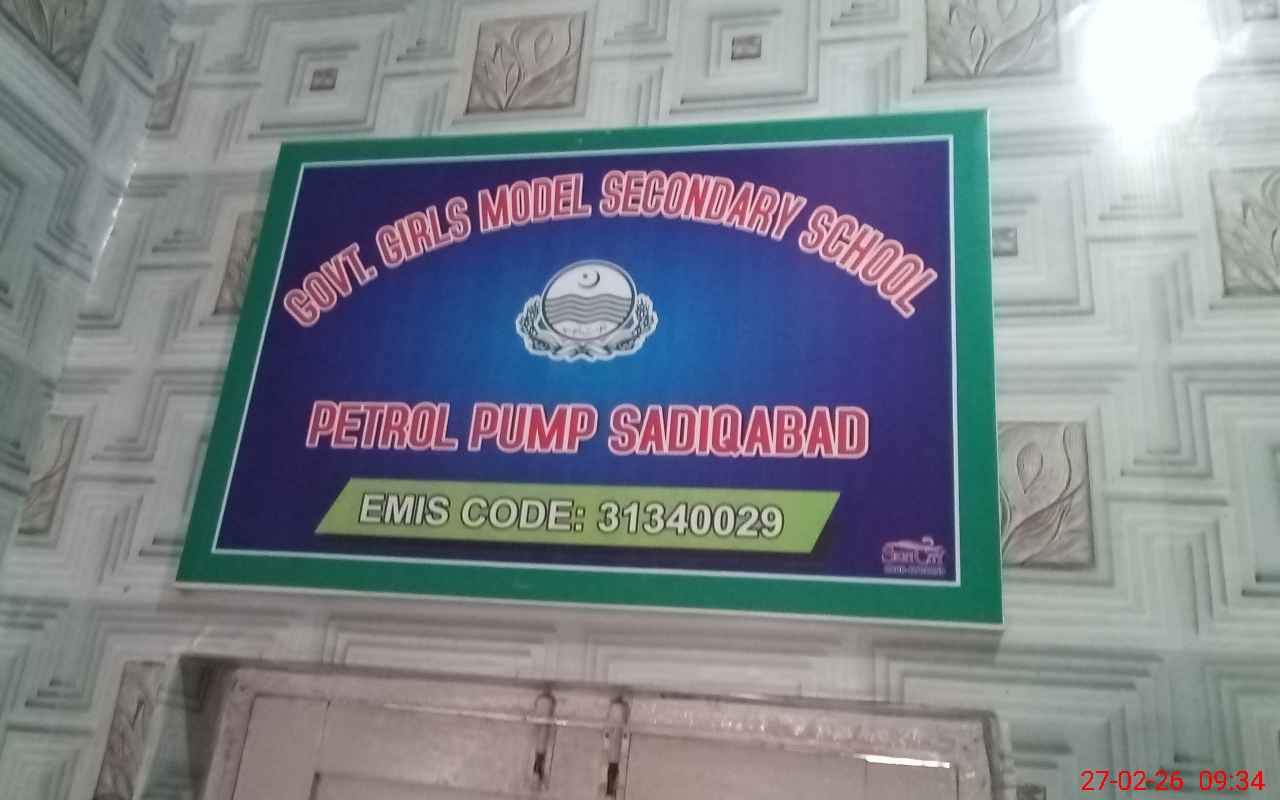 GOVT. GIRLS MODEL SECONDARY SCHOOL
PETROL PUMP SADIQABAD
EMIS CODE: 31340029
27-02-26 09:34